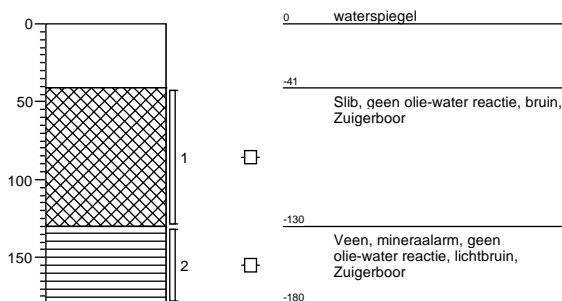 0
50
100
150
1
2
0
waterspiegel
-41
Slib, geen olie-water reactie, bruin,
Zuigerboor
-130
Veen, mineraalarm, geen
olie-water reactie, lichtbruin,
Zuigerboor
-180